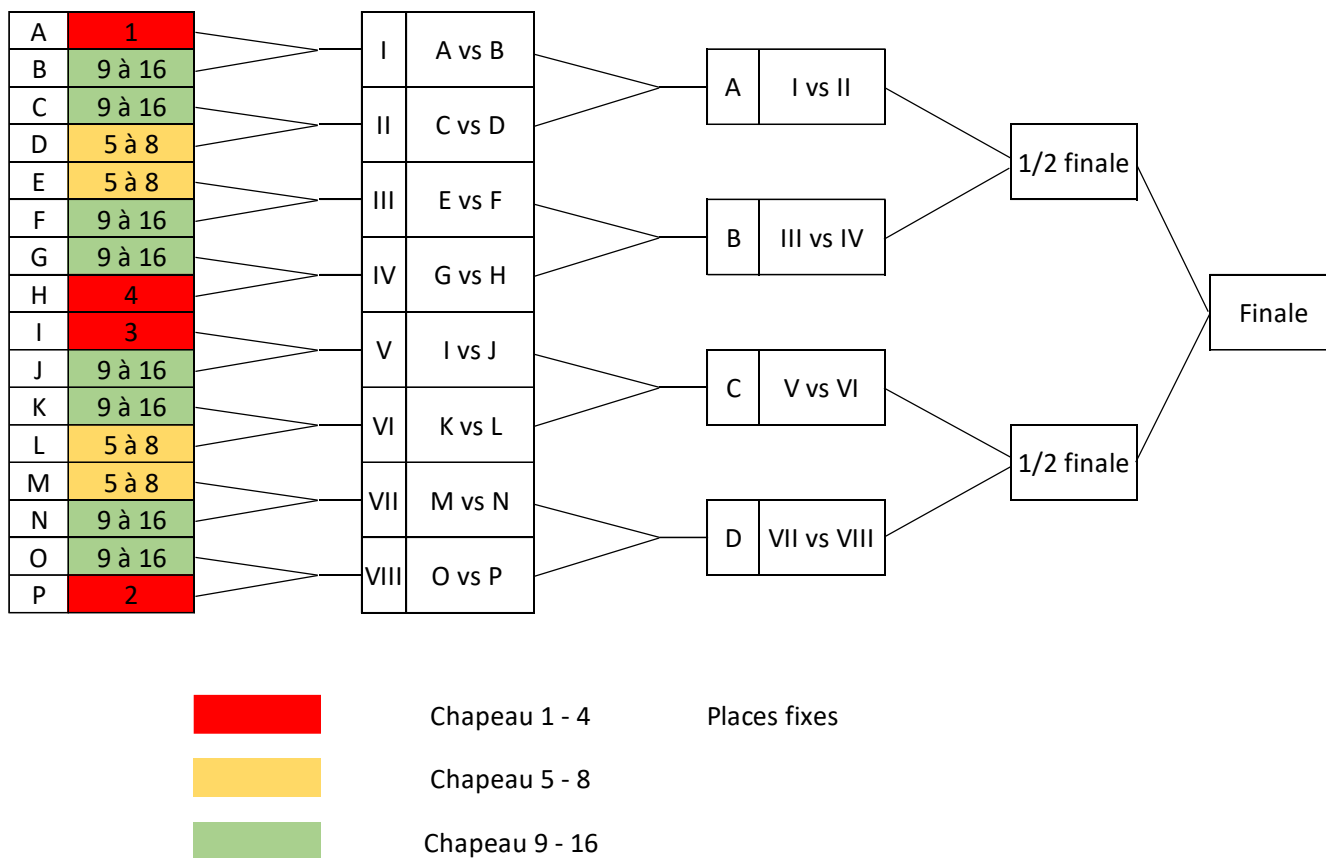 A 1
B 9 à 16
C 9 à 16
D 5 à 8
E 5 à 8
F 9 à 16
G 9 à 16
H 4
I 3
J 9 à 16
K 9 à 16
L 5 à 8
M 5 à 8
N 9 à 16
O 9 à 16
P 2
I A vs B
II C vs D
III E vs F
IV G vs H
V I vs J
VI K vs L
VII M vs N
VIII O vs P
A I vs II
B III vs IV
C V vs VI
D VII vs VIII
1/2 finale
1/2 finale
Finale
Chapeau 1 - 4 Places fixes
Chapeau 5 - 8
Chapeau 9 - 16